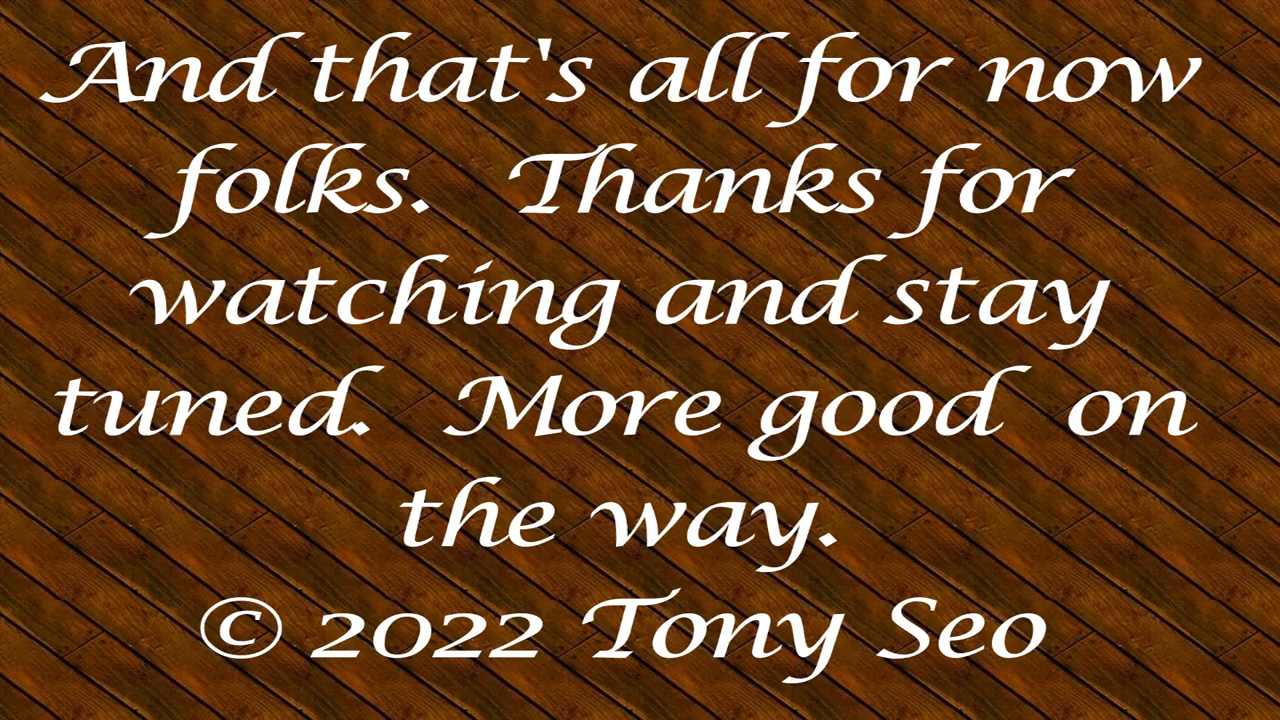 And that's all for now
folks.  Thanks for
watching and stay
tuned.  More good  on
the way.
© 2022 Tony Seo